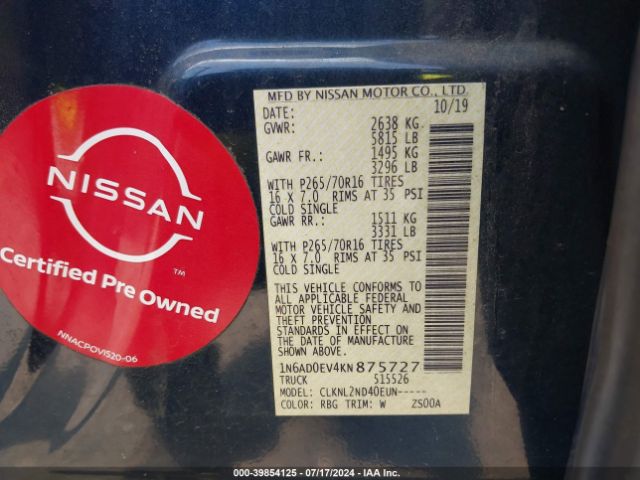 NISSAN
TM
Certified Pre Owned
NNACPOVIS20-06
MFD BY NISSAN MOTOR CO., LTD.
DATE: 10/19
GVWR: 2638 KG
5815 LB
GAWR FR.: 1495 KG
3296 LB
WITH P265/70R16 TIRES
16 X 7.0 RIMS AT 35 PSI
COLD SINGLE
GAWR RR.: 1511 KG
3331 LB
WITH P265/70R16 TIRES
16 X 7.0 RIMS AT 35 PSI
COLD SINGLE
THIS VEHICLE CONFORMS TO
ALL APPLICABLE FEDERAL
MOTOR VEHICLE SAFETY AND
THEFT PREVENTION
STANDARDS IN EFFECT ON
THE DATE OF MANUFACTURE
SHOWN ABOVE.
1N6AD0EV4KN875727
TRUCK 515526
MODEL: CLKNL2ND40EUN-----
COLOR: RBG TRIM: W ZS00A
000-39854125 - 07/17/2024 - IAA Inc.